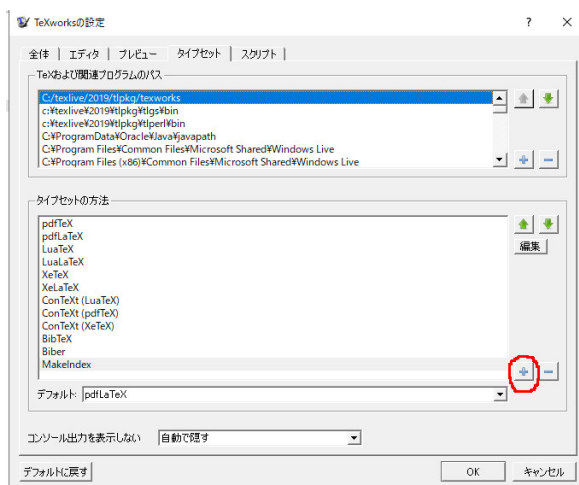 TeXworksの設定
全体 エディタ プレビュー タイプセット スクリプト
TeXおよび関連プログラムのパス
C:/texlive/2019/tlpkg/texworks
c:¥texlive¥2019¥tlpkg¥tlgs¥bin
c:¥texlive¥2019¥tlpkg¥tlperl¥bin
C:¥ProgramData¥Oracle¥Java¥javapath
C:¥Program Files¥Common Files¥Microsoft Shared¥Windows Live
C:¥Program Files (x86)¥Common Files¥Microsoft Shared¥Windows Live
タイプセットの方法
pdfTeX
pdfLaTeX
編集
LuaTeX
LuaLaTeX
XeTeX
XeLaTeX
ConTeXt (LuaTeX)
ConTeXt (pdfTeX)
ConTeXt (XeTeX)
BibTeX
Biber
MakeIndex
デフォルト pdfLaTeX
コンソール出力を表示しない 自動で隠す
デフォルトに戻す OK キャンセル